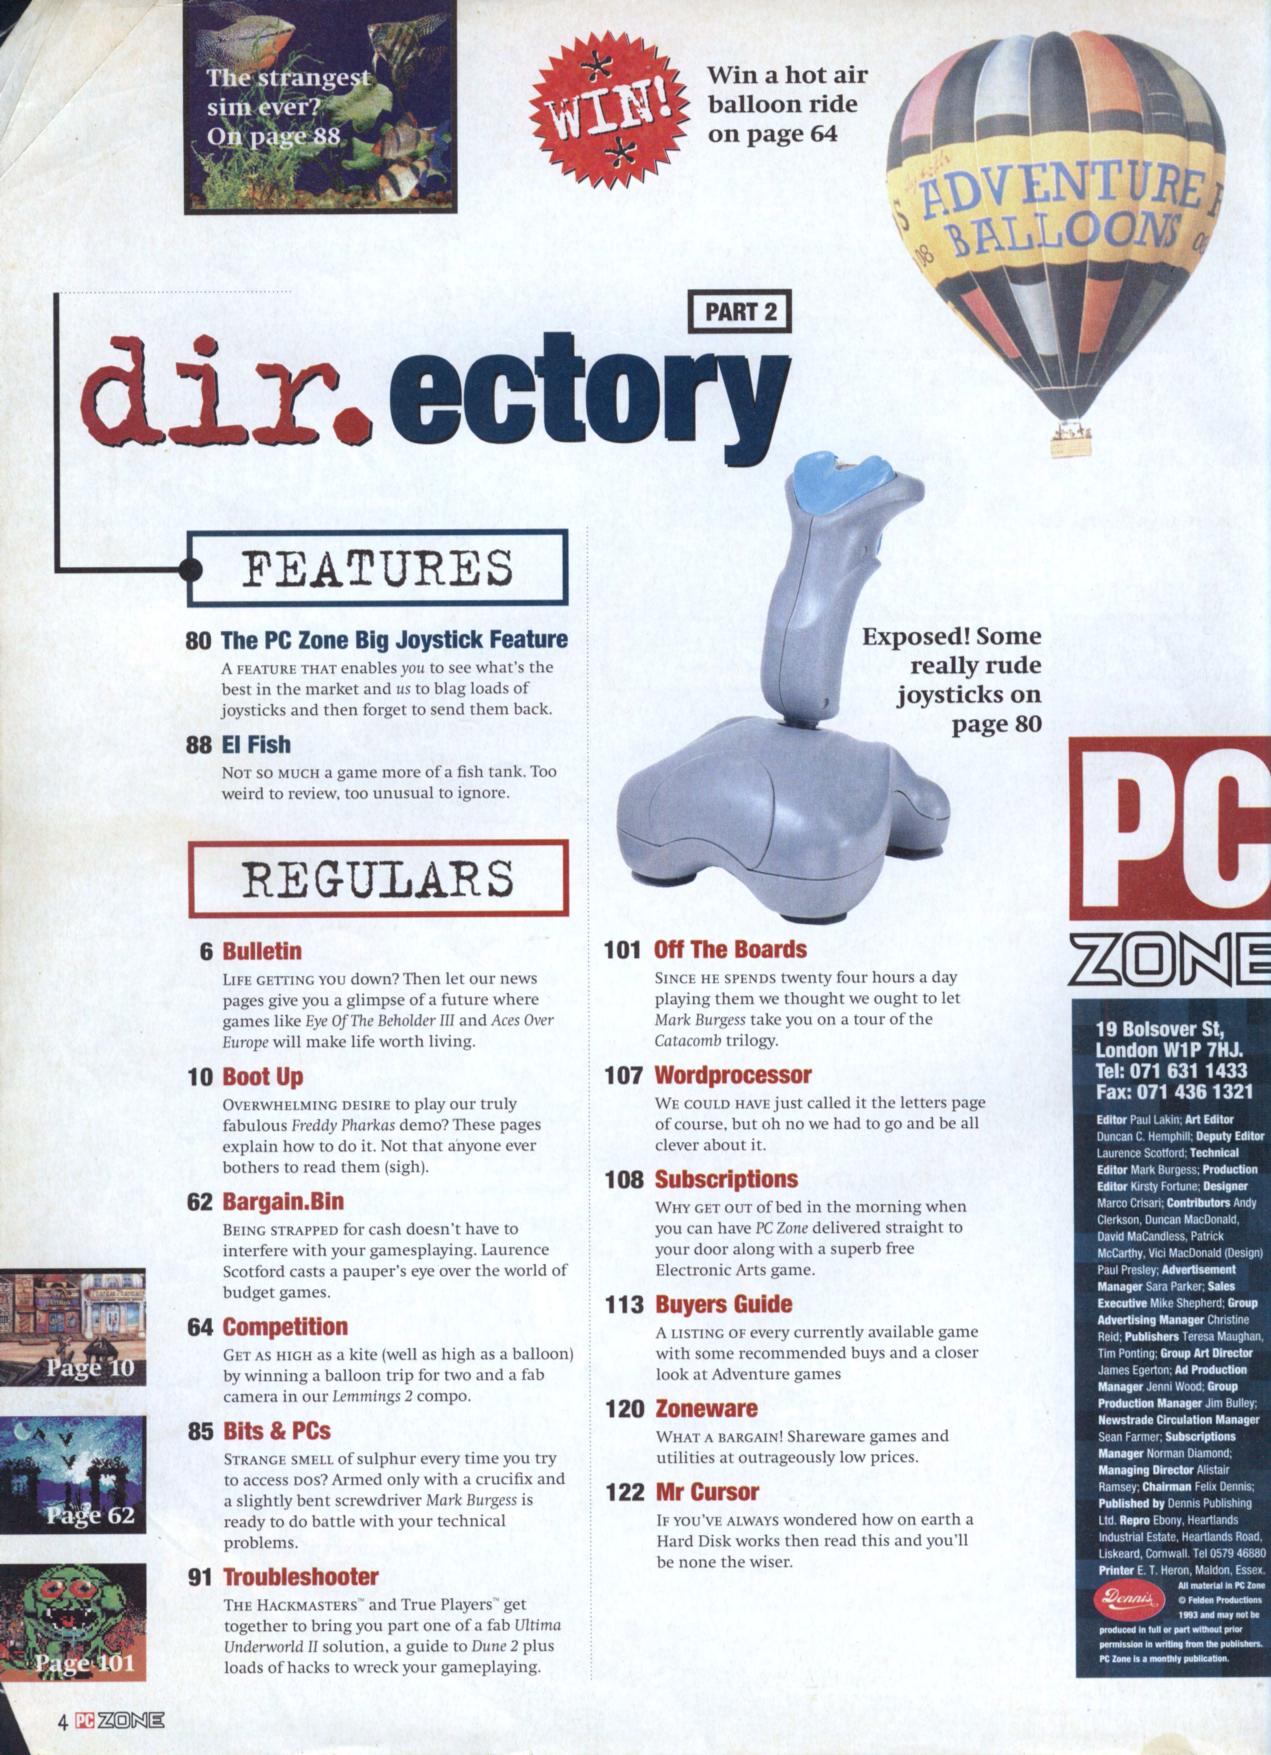 The strangest
sim ever?
On page 88
WIN!
Win a hot air
balloon ride
on page 64
ADVENTURE
BALLOONS
PART 2
dir.ectory
FEATURES
80 The PC Zone Big Joystick Feature
A FEATURE THAT enables you to see what's the
best in the market and us to blag loads of
joysticks and then forget to send them back.
88 El Fish
NOT SO MUCH a game more of a fish tank. Too
weird to review, too unusual to ignore.
Exposed! Some
really rude
joysticks on
page 80
REGULARS
6 Bulletin
LIFE GETTING YOU down? Then let our news
pages give you a glimpse of a future where
games like Eye Of The Beholder III and Aces Over
Europe will make life worth living.
10 Boot Up
OVERWHELMING DESIRE to play our truly
fabulous Freddy Pharkas demo? These pages
explain how to do it. Not that anyone ever
bothers to read them (sigh).
62 Bargain.Bin
BEING STRAPPED for cash doesn't have to
interfere with your gamesplaying. Laurence
Scotford casts a pauper's eye over the world of
budget games.
64 Competition
GET AS HIGH as a kite (well as high as a balloon)
by winning a balloon trip for two and a fab
camera in our Lemmings 2 compo.
85 Bits & PCs
STRANGE SMELL of sulphur every time you try
to access DOS? Armed only with a crucifix and
a slightly bent screwdriver Mark Burgess is
ready to do battle with your technical
problems.
91 Troubleshooter
THE HACKMASTERS™ and True Players™ get
together to bring you part one of a fab Ultima
Underworld II solution, a guide to Dune 2 plus
loads of hacks to wreck your gameplaying.
101 Off The Boards
SINCE HE SPENDS twenty four hours a day
playing them we thought we ought to let
Mark Burgess take you on a tour of the
Catacomb trilogy.
107 Wordprocessor
WE COULD HAVE just called it the letters page
of course, but oh no we had to go and be all
clever about it.
108 Subscriptions
WHY GET OUT of bed in the morning when
you can have PC Zone delivered straight to
your door along with a superb free
Electronic Arts game.
113 Buyers Guide
A LISTING OF every currently available game
with some recommended buys and a closer
look at Adventure games
120 Zoneware
WHAT A BARGAIN! Shareware games and
utilities at outrageously low prices.
122 Mr Cursor
IF YOU'VE ALWAYS wondered how on earth a
Hard Disk works then read this and you'll
be none the wiser.
Page 10
Page 62
Page 101
PC
ZONE
19 Bolsover St,
London W1P 7HJ.
Tel: 071 631 1433
Fax: 071 436 1321
Editor Paul Lakin; Art Editor
Duncan C. Hemphill; Deputy Editor
Laurence Scotford; Technical
Editor Mark Burgess; Production
Editor Kirsty Fortune; Designer
Marco Crisari; Contributors Andy
Clerkson, Duncan MacDonald,
David MaCandless, Patrick
McCarthy, Vici MacDonald (Design)
Paul Presley; Advertisement
Manager Sara Parker; Sales
Executive Mike Shepherd; Group
Advertising Manager Christine
Reid; Publishers Teresa Maughan,
Tim Ponting; Group Art Director
James Egerton; Ad Production
Manager Jenni Wood; Group
Production Manager Jim Bulley;
Newstrade Circulation Manager
Sean Farmer; Subscriptions
Manager Norman Diamond;
Managing Director Alistair
Ramsey; Chairman Felix Dennis;
Published by Dennis Publishing
Ltd. Repro Ebony, Heartlands
Industrial Estate, Heartlands Road,
Liskeard, Cornwall. Tel 0579 46880
Printer E. T. Heron, Maldon, Essex.
Dennis
All material in PC Zone
© Felden Productions
1993 and may not be
produced in full or part without prior
permission in writing from the publishers.
PC Zone is a monthly publication.
4 PC ZONE